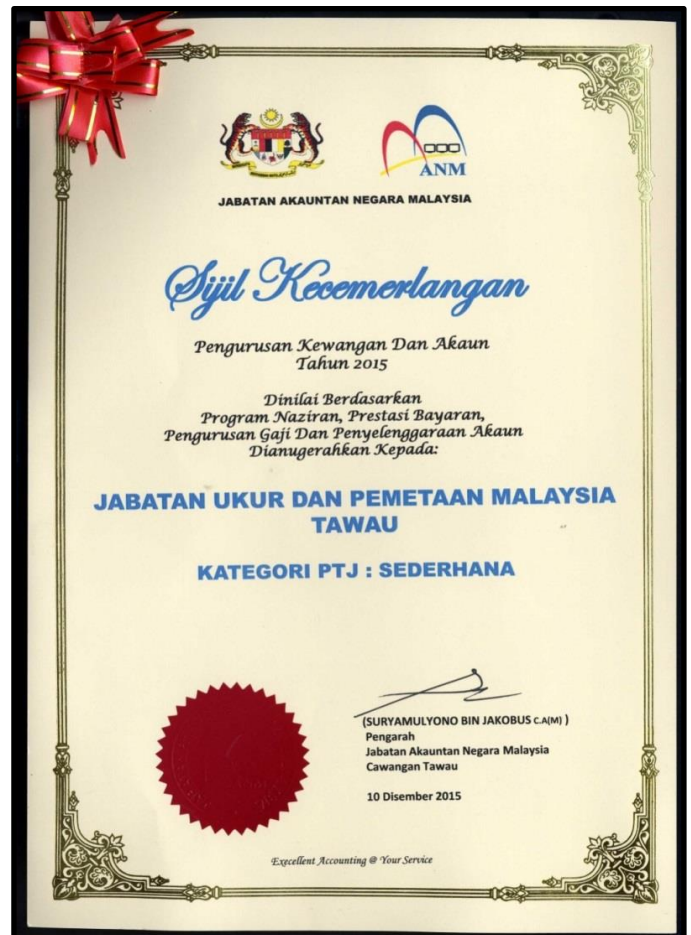 ANM
JABATAN AKAUNTAN NEGARA MALAYSIA
Sijil Kecemerlangan
Pengurusan Kewangan Dan Akaun
Tahun 2015
Dinilai Berdasarkan
Program Naziran, Prestasi Bayaran,
Pengurusan Gaji Dan Penyelenggaraan Akaun
Dianugerahkan Kepada:
JABATAN UKUR DAN PEMETAAN MALAYSIA
TAWAU
KATEGORI PTJ : SEDERHANA
(SURYAMULYONO BIN JAKOBUS C.A(M) )
Pengarah
Jabatan Akauntan Negara Malaysia
Cawangan Tawau
10 Disember 2015
Execellent Accounting @ Your Service